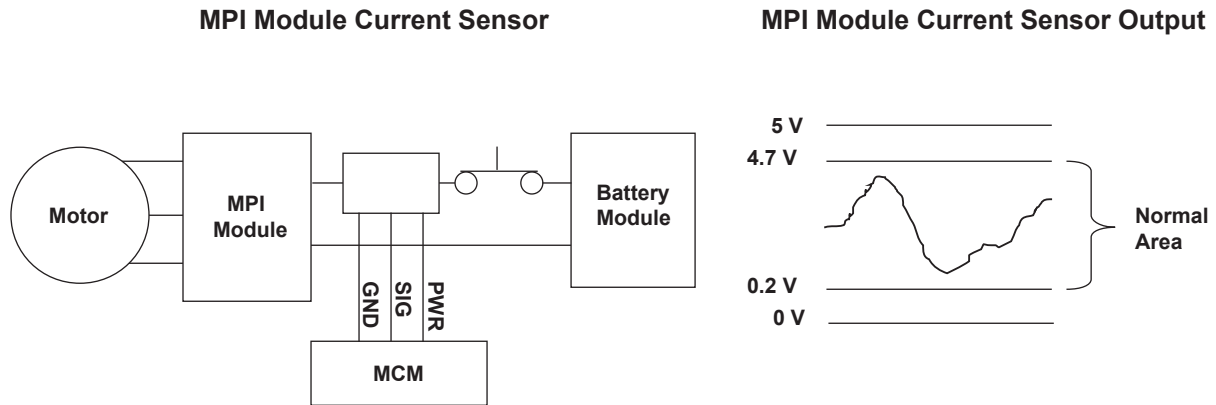 MPI Module Current Sensor
Motor
MPI
Module
Battery
Module
GND
SIG
PWR
MCM
MPI Module Current Sensor Output
5 V
4.7 V
0.2 V
0 V
Normal
Area